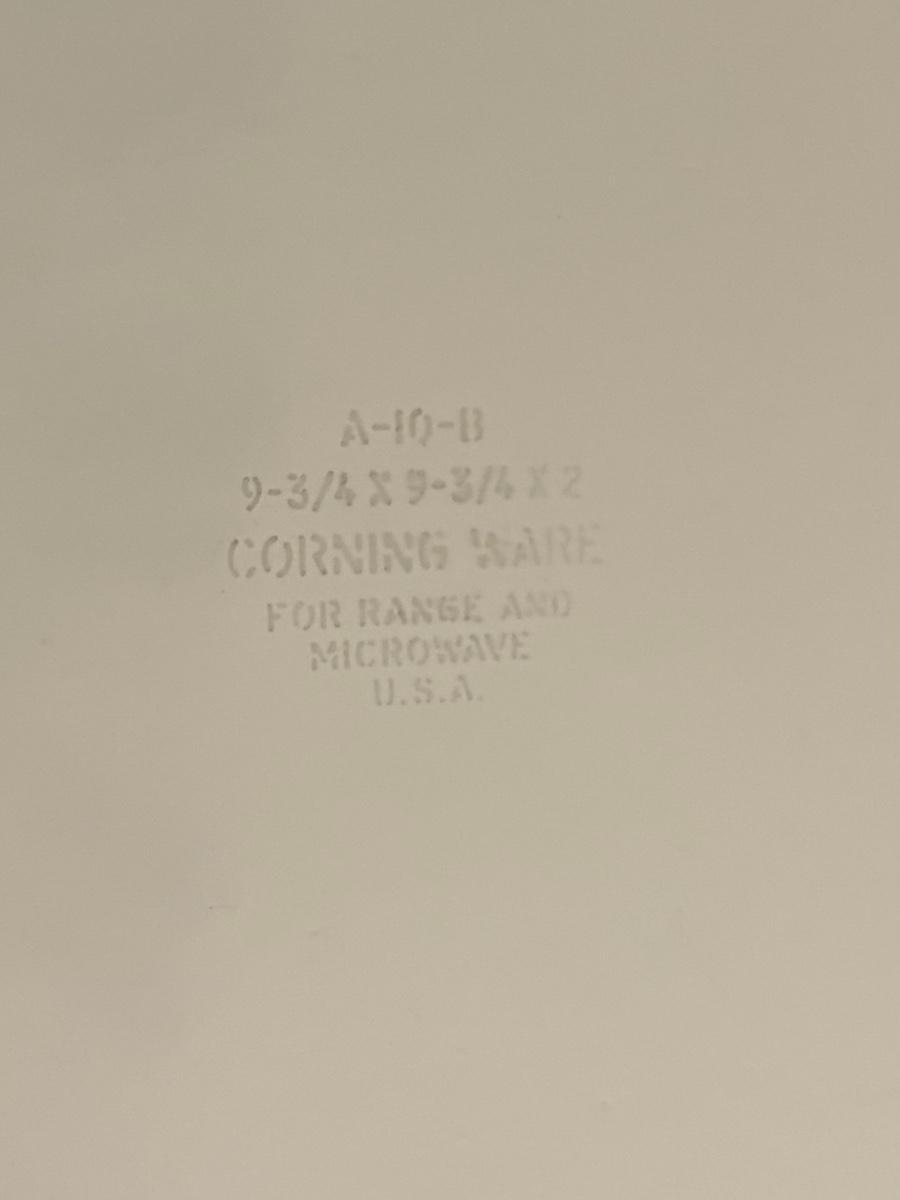 A-10-B
9-3/4 X 9-3/4 X 2
CORNING WARE
FOR RANGE AND
MICROWAVE
U.S.A.